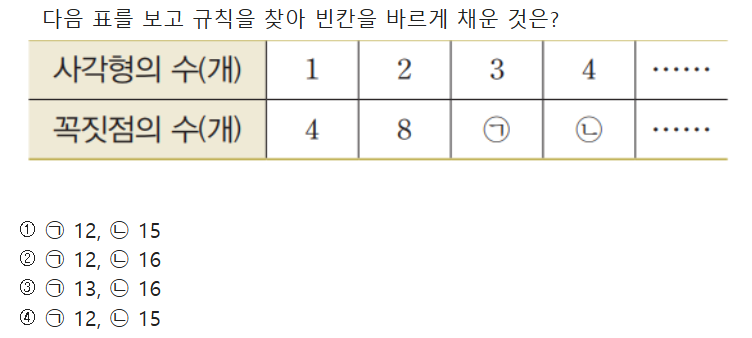 다음 표를 보고 규칙을 찾아 빈칸을 바르게 채운 것은?
사각형의 수(개) 1 2 3 4 ……
꼭짓점의 수(개) 4 8 ㉠ ㉡ ……
① ㉠ 12, ㉡ 15
② ㉠ 12, ㉡ 16
③ ㉠ 13, ㉡ 16
④ ㉠ 12, ㉡ 15